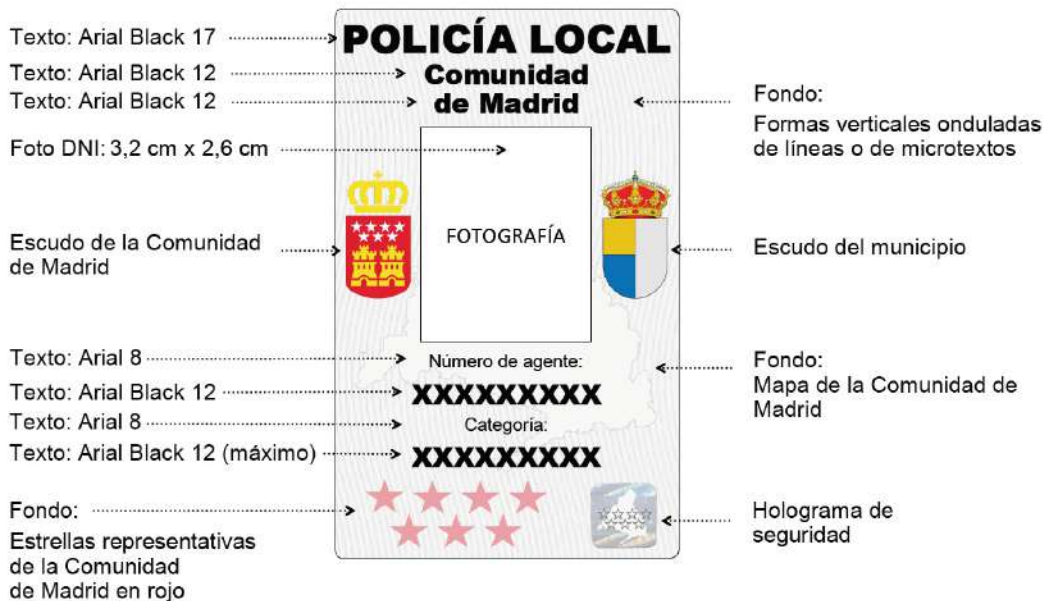 Texto: Arial Black 17
Texto: Arial Black 12
Texto: Arial Black 12
Foto DNI: 3,2 cm x 2,6 cm
Escudo de la Comunidad
de Madrid
Texto: Arial 8
Texto: Arial Black 12
Texto: Arial 8
Texto: Arial Black 12 (máximo)
Fondo:
Estrellas representativas
de la Comunidad
de Madrid en rojo
POLICÍA LOCAL
Comunidad
de Madrid
FOTOGRAFÍA
Número de agente:
XXXXXXXXX
Categoría:
XXXXXXXXX
Fondo:
Formas verticales onduladas
de líneas o de microtextos
Escudo del municipio
Fondo:
Mapa de la Comunidad de
Madrid
Holograma de
seguridad